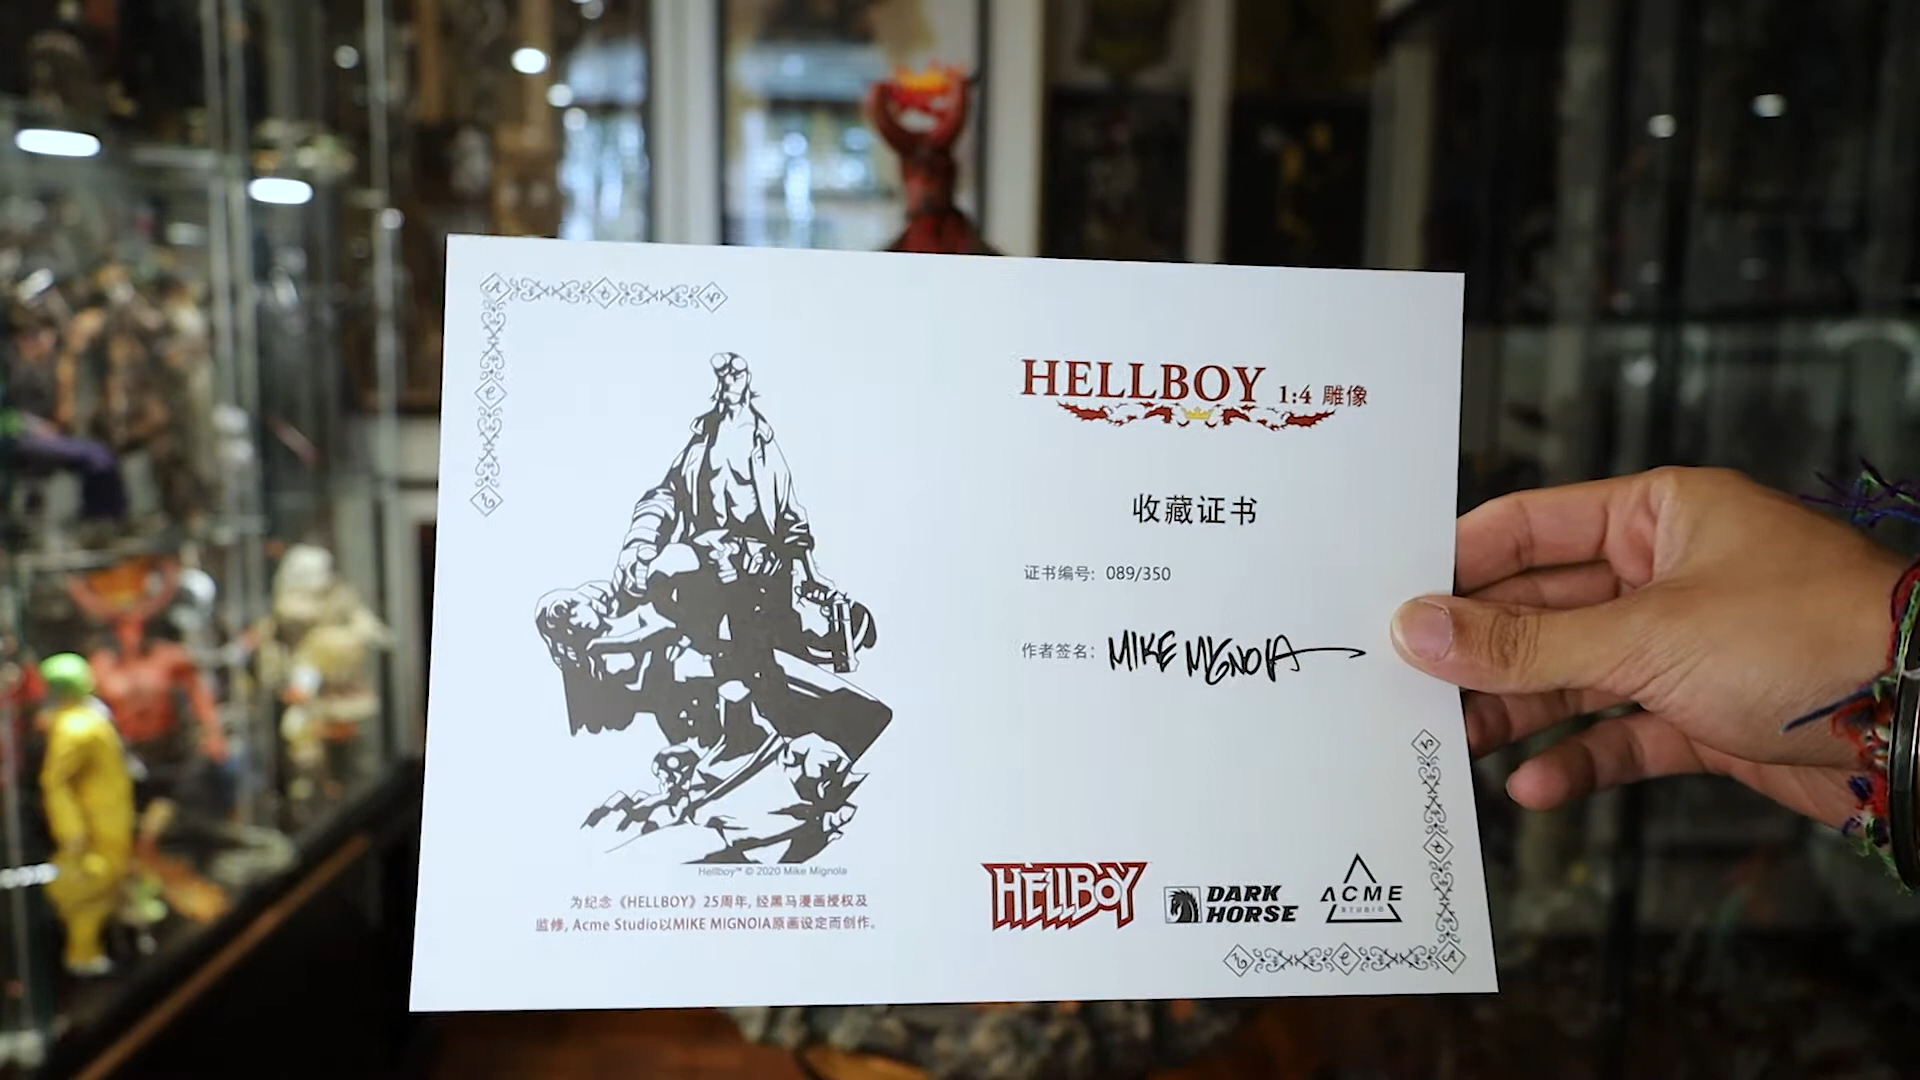 HELLBOY 1:4 雕像
收藏证书
证书编号: 089/350
作者签名: MIKE MIGNOlA
Hellboy™ © 2020 Mike Mignola
为纪念《HELLBOY》25周年, 经黑马漫画授权及
监修, Acme Studio以MIKE MIGNOIA原画设定而创作。
HELLBOY
DARK
HORSE
ACME
STUDIO